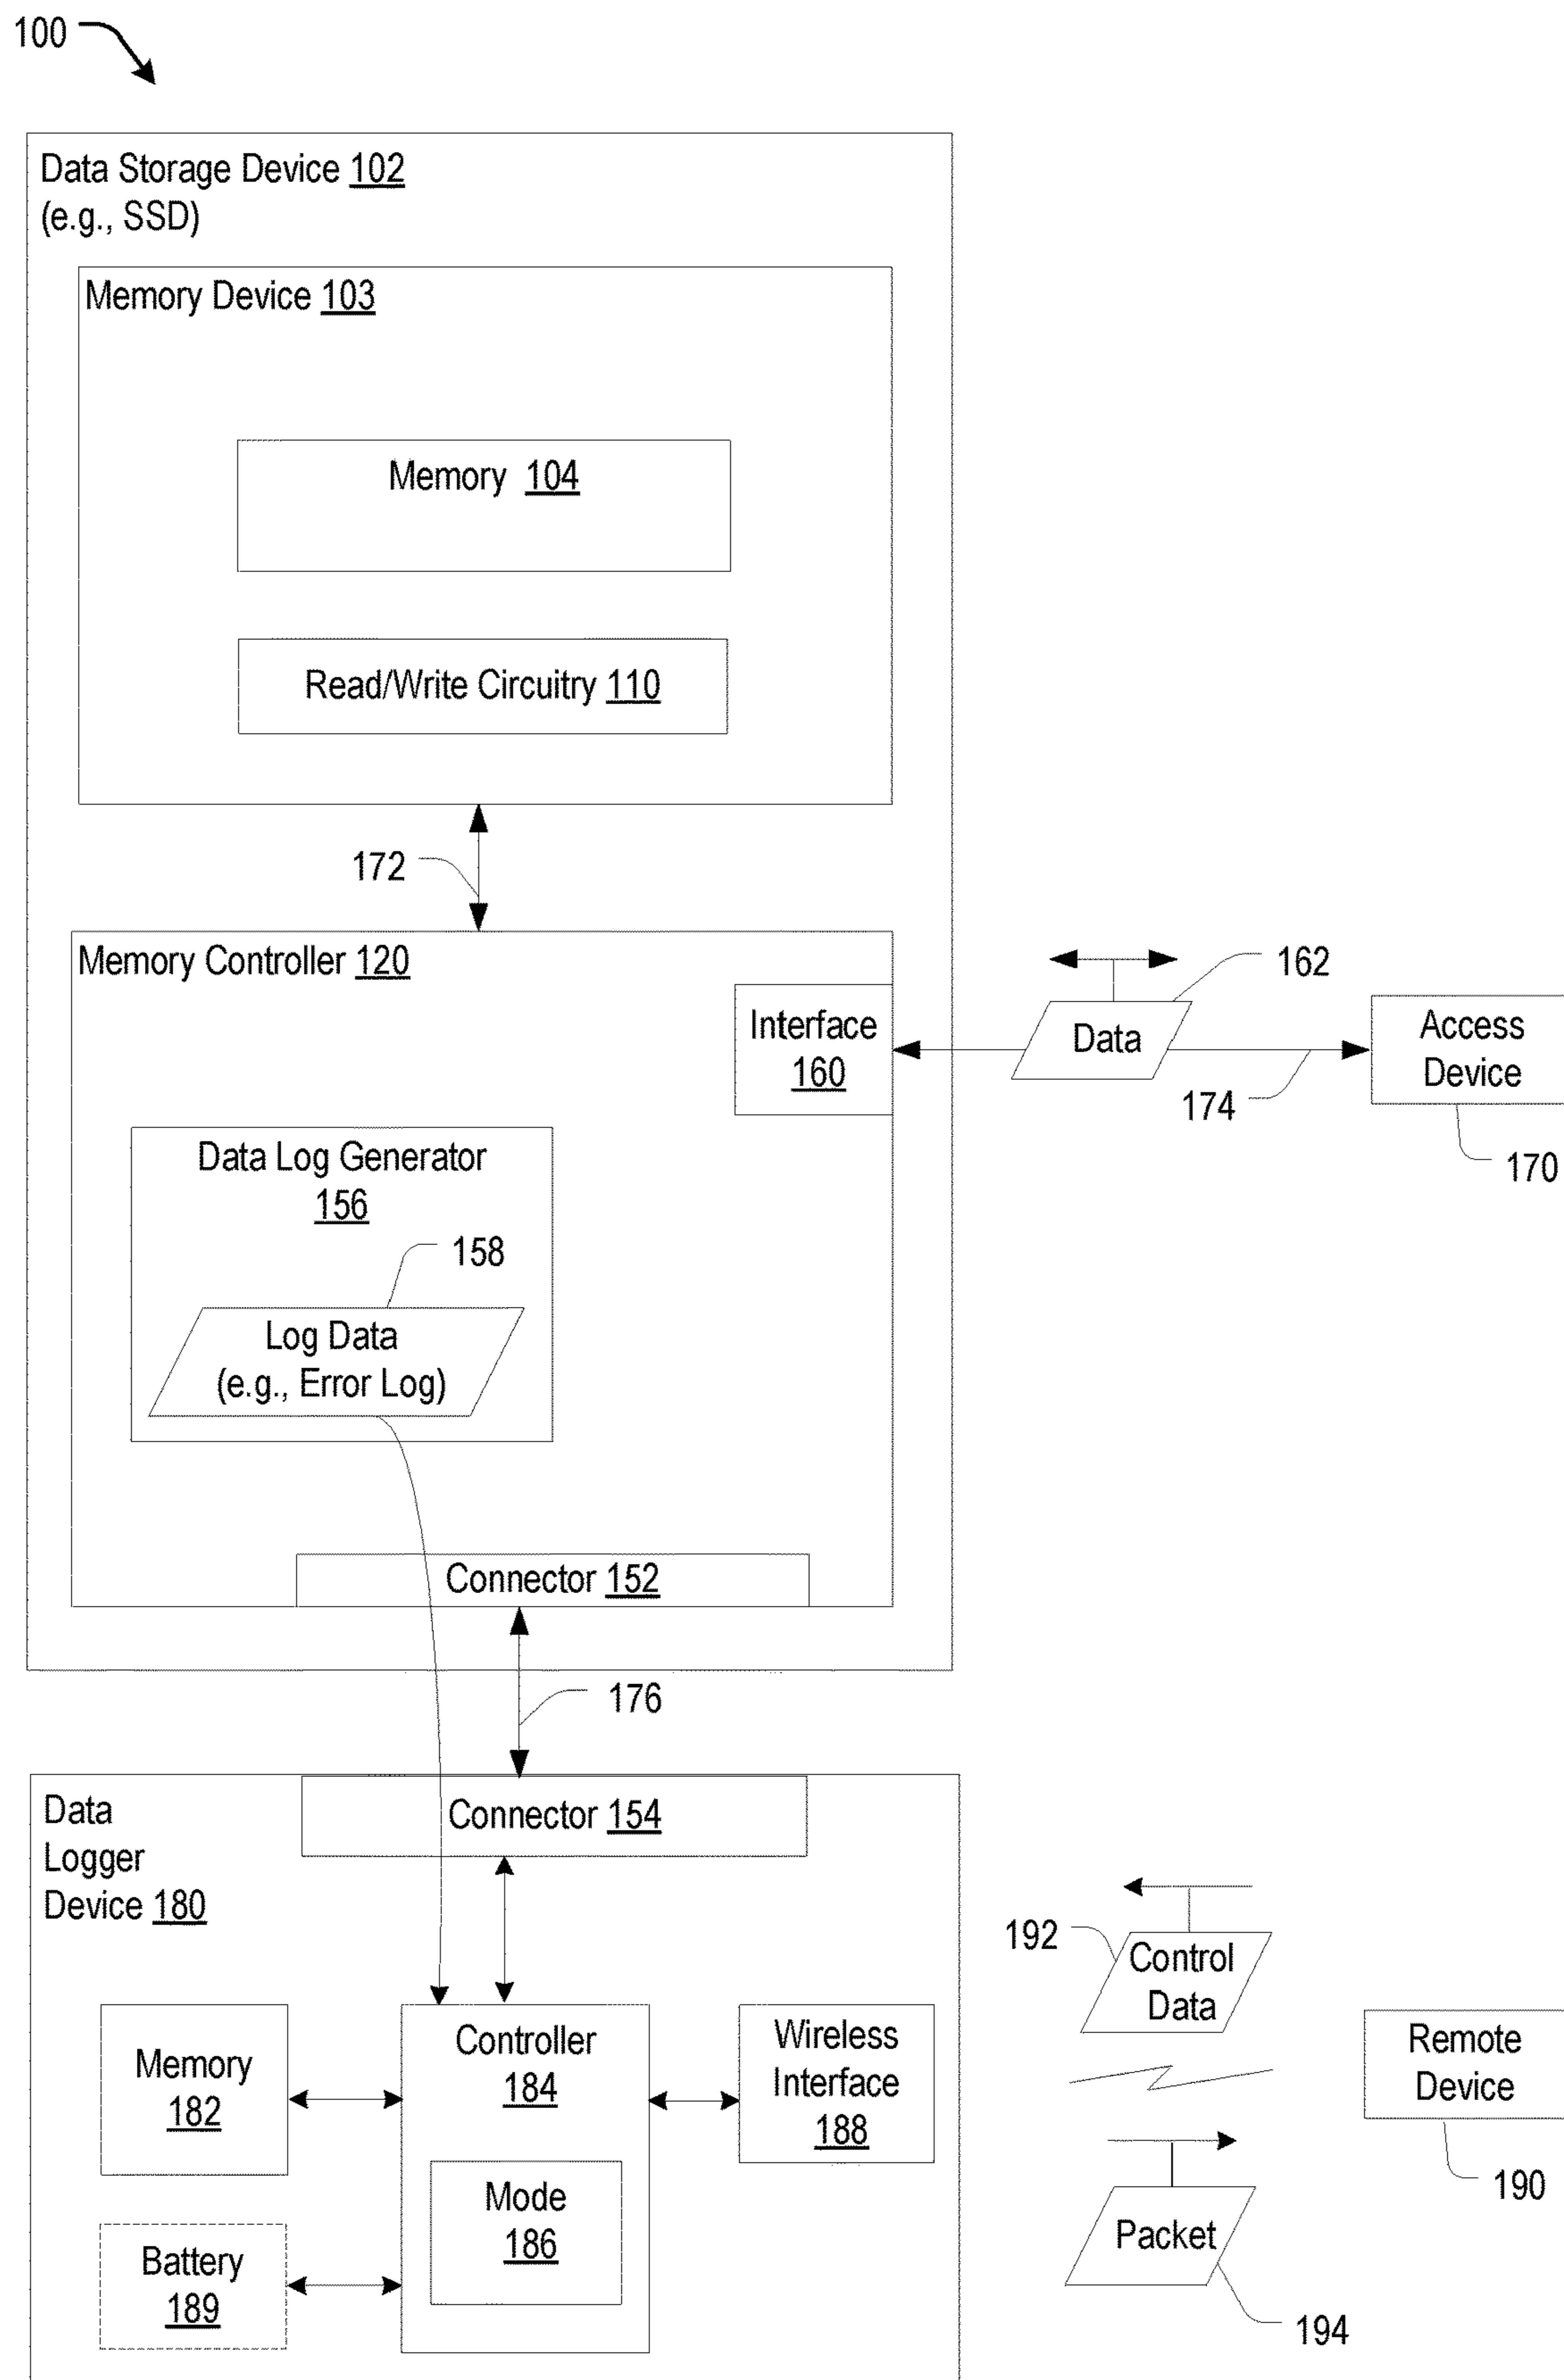 100
Data Storage Device 102
(e.g., SSD)
Memory Device 103
Memory 104
Read/Write Circuitry 110
172
Memory Controller 120
Interface
160
162
Data
174
Access
Device
170
Data Log Generator
156
158
Log Data
(e.g., Error Log)
Connector 152
176
Data
Logger
Device 180
Connector 154
Memory
182
Controller
184
Mode
186
Wireless
Interface
188
Battery
189
192
Control
Data
Remote
Device
190
Packet
194